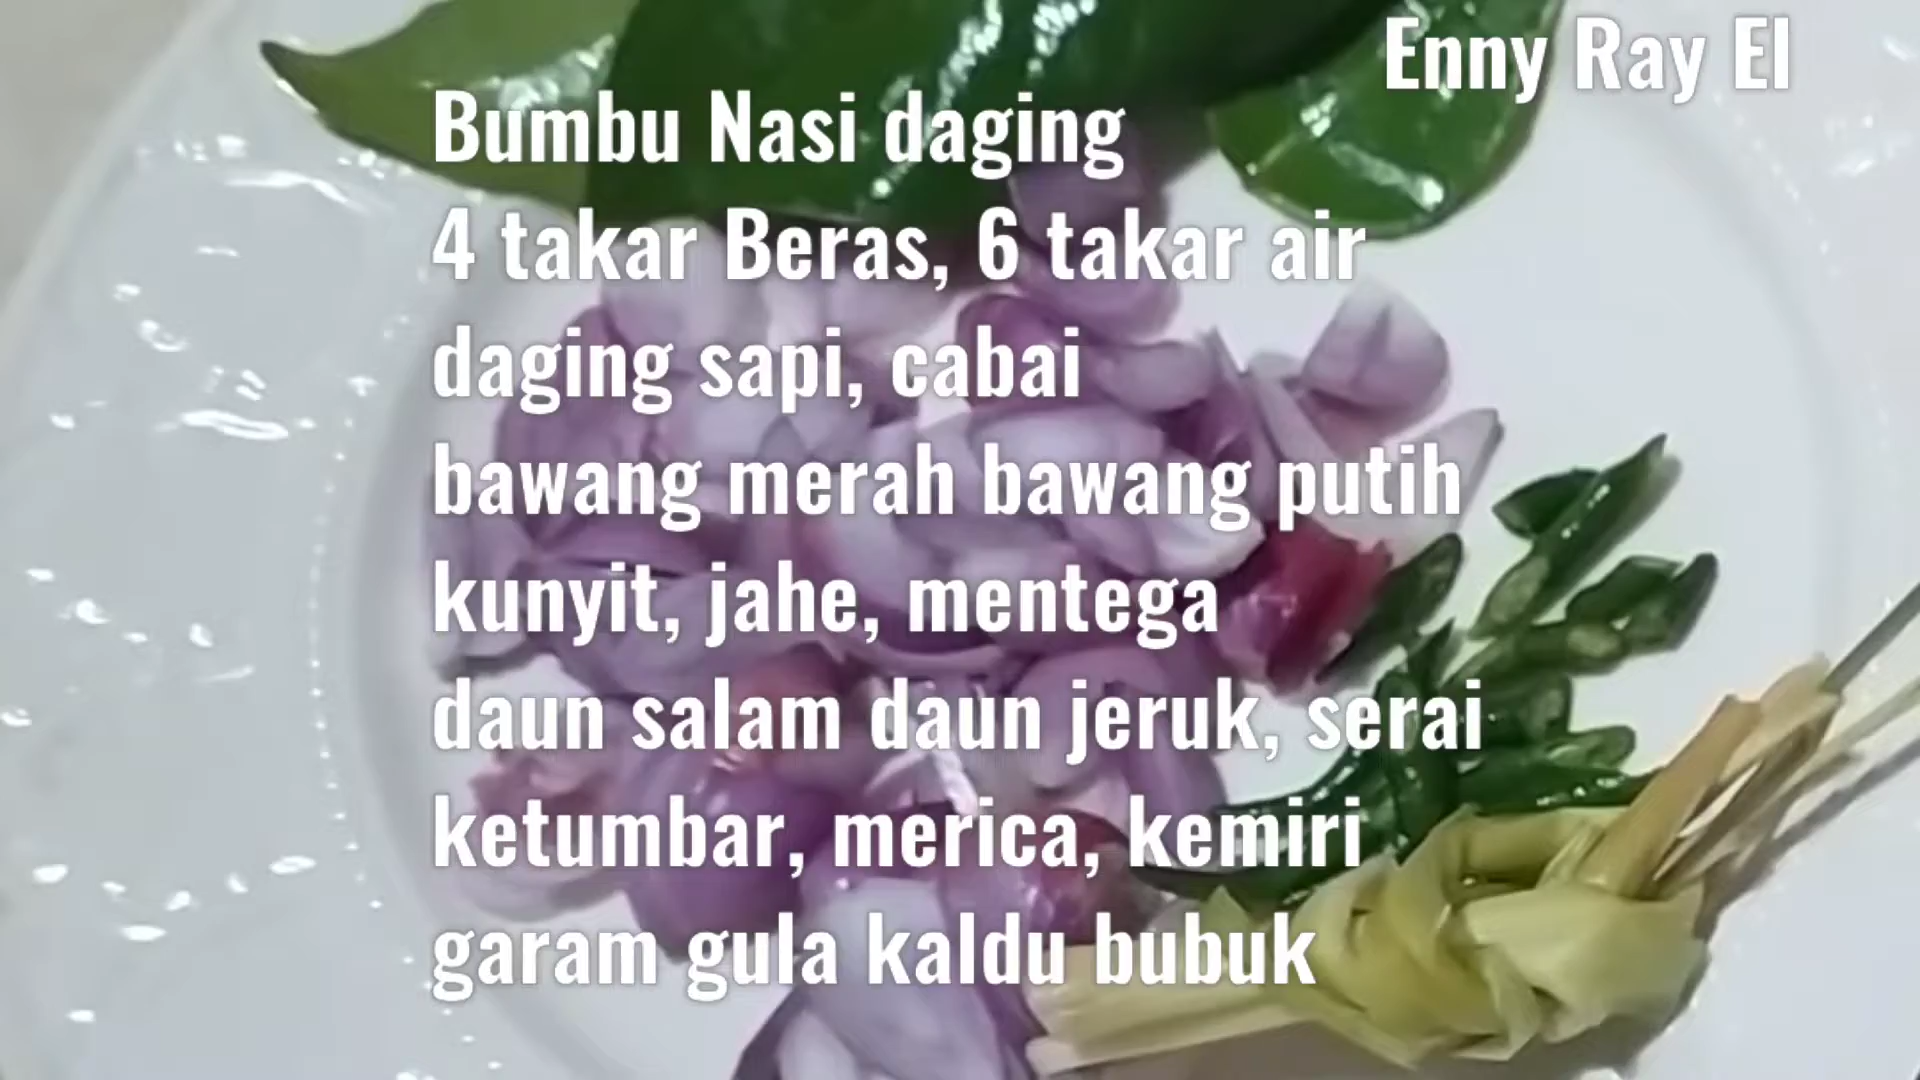 Enny Ray El
Bumbu Nasi daging
4 takar Beras, 6 takar air
daging sapi, cabai
bawang merah bawang putih
kunyit, jahe, mentega
daun salam daun jeruk, serai
ketumbar, merica, kemiri
garam gula kaldu bubuk